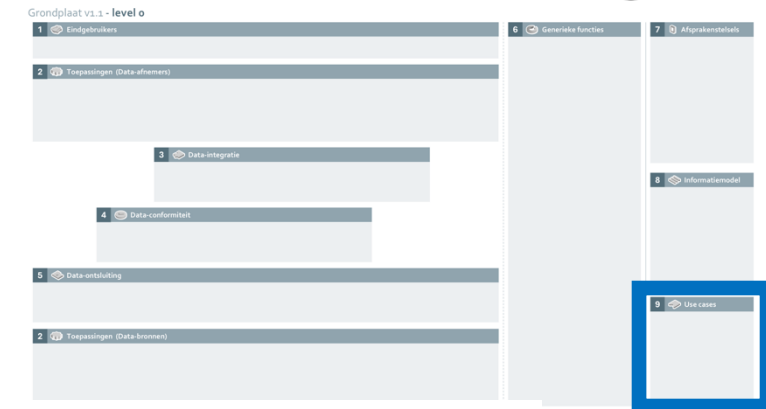 Grondplaat v1.1 - level 0
1 Eindgebruikers
2 Toepassingen (Data-afnemers)
3 Data-integratie
4 Data-conformiteit
5 Data-ontsluiting
2 Toepassingen (Data-bronnen)
6 Generieke functies
7 Afsprakenstelsels
8 Informatiemodel
9 Use cases